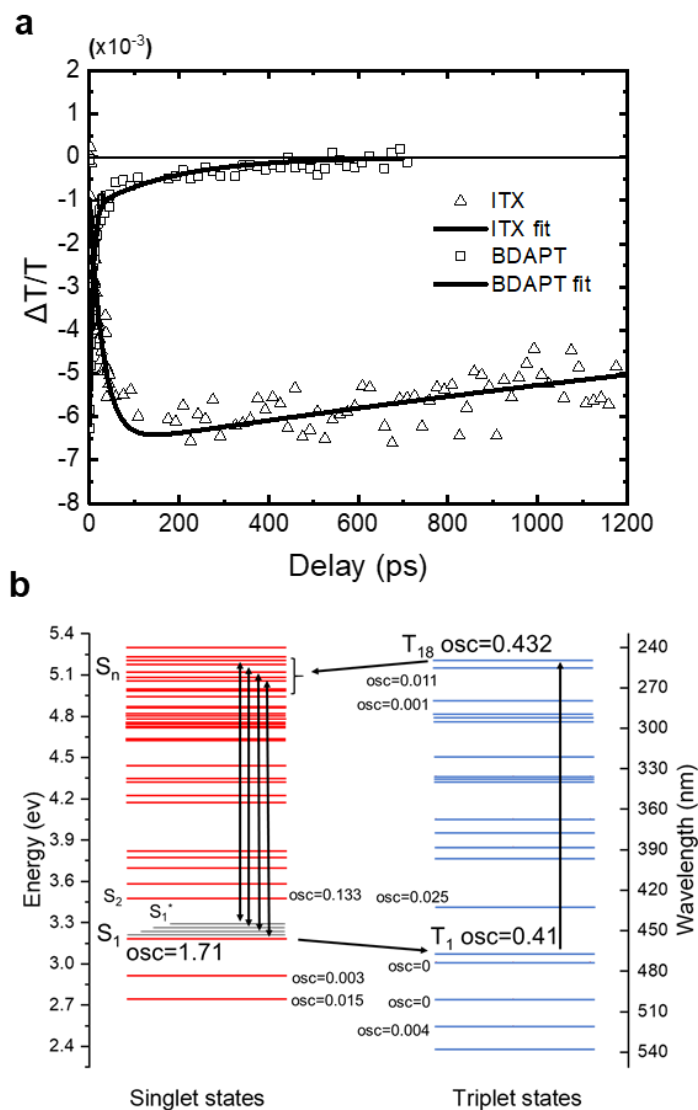 a
(x10⁻³)
2
1
0
-1
-2
-3
-4
-5
-6
-7
-8
ΔT/T
ITX
ITX fit
BDAPT
BDAPT fit
0 200 400 600 800 1000 1200
Delay (ps)
b
5.4
5.1
4.8
4.5
4.2
3.9
3.6
3.3
3.0
2.7
2.4
Energy (ev)
Sₙ
S₂
osc=0.133
S₁*
S₁
osc=1.71
osc=0.003
osc=0.015
T₁₈ osc=0.432
osc=0.011
osc=0.001
osc=0.025
T₁ osc=0.41
osc=0
osc=0
osc=0.004
240
270
300
330
360
390
420
450
480
510
540
Wavelength (nm)
Singlet states
Triplet states